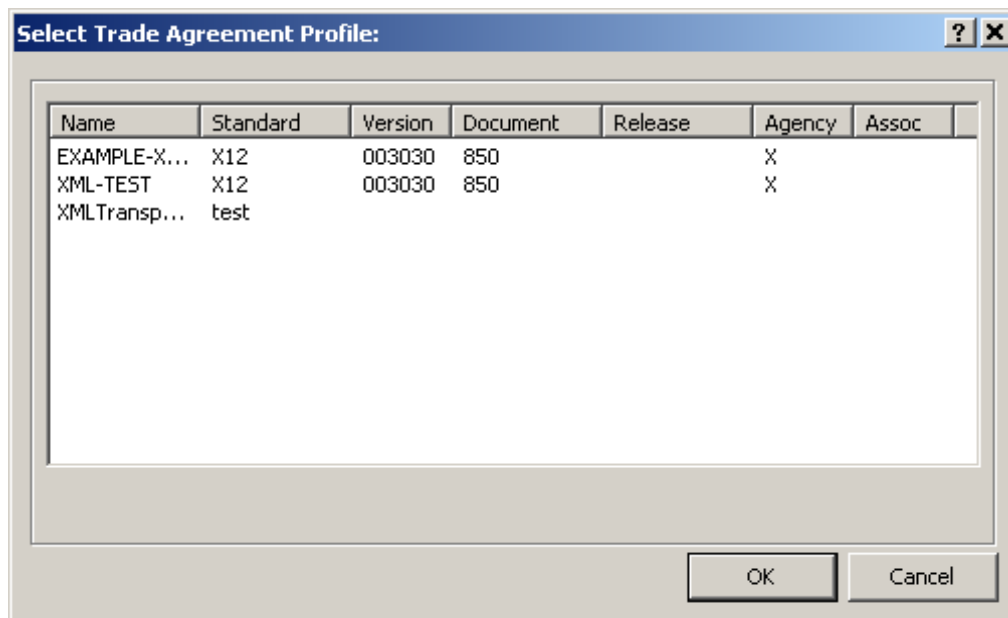 Select Trade Agreement Profile:
Name Standard Version Document Release Agency Assoc
EXAMPLE-X... X12 003030 850 X
XML-TEST X12 003030 850 X
XMLTransp... test
OK Cancel